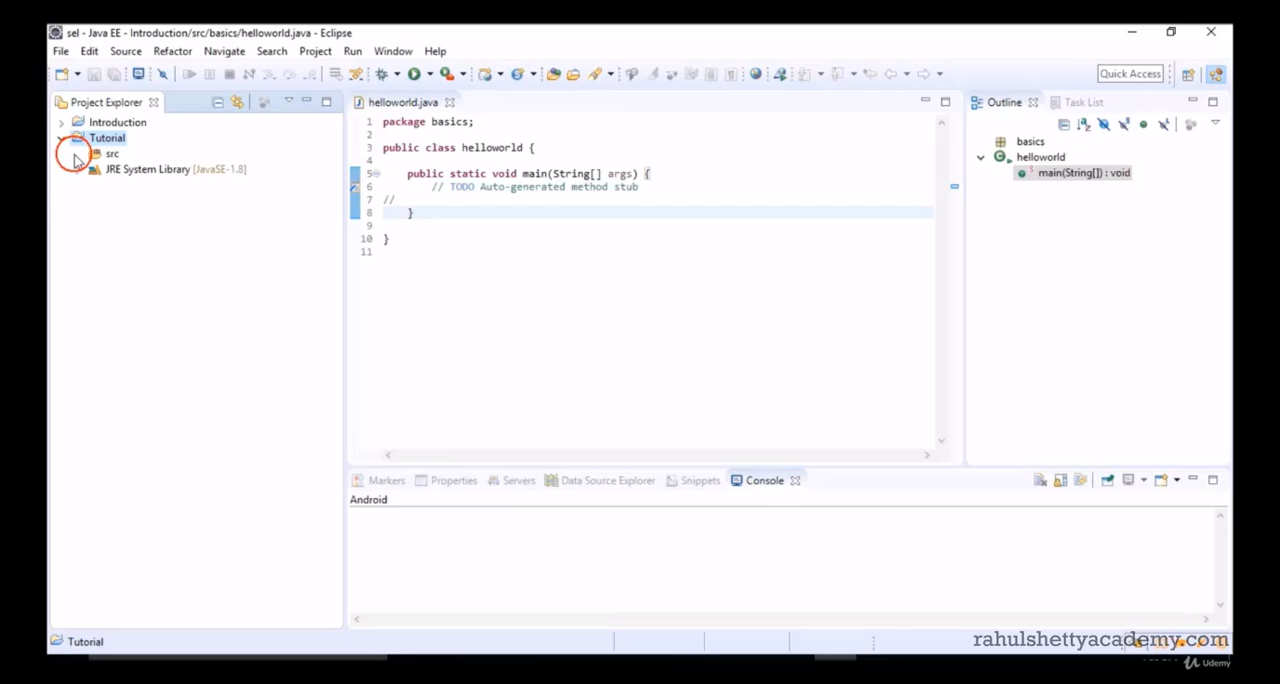 sel - Java EE - Introduction/src/basics/helloworld.java - Eclipse
File Edit Source Refactor Navigate Search Project Run Window Help
Quick Access
Project Explorer
Introduction
Tutorial
src
JRE System Library [JavaSE-1.8]
helloworld.java
1 package basics;
2
3 public class helloworld {
4
5 public static void main(String[] args) {
6 // TODO Auto-generated method stub
7 //
8 }
9
10 }
11
Outline Task List
basics
helloworld
main(String[]) : void
Markers Properties Servers Data Source Explorer Snippets Console
Android
Tutorial
rahulshettyacademy.com
Udemy